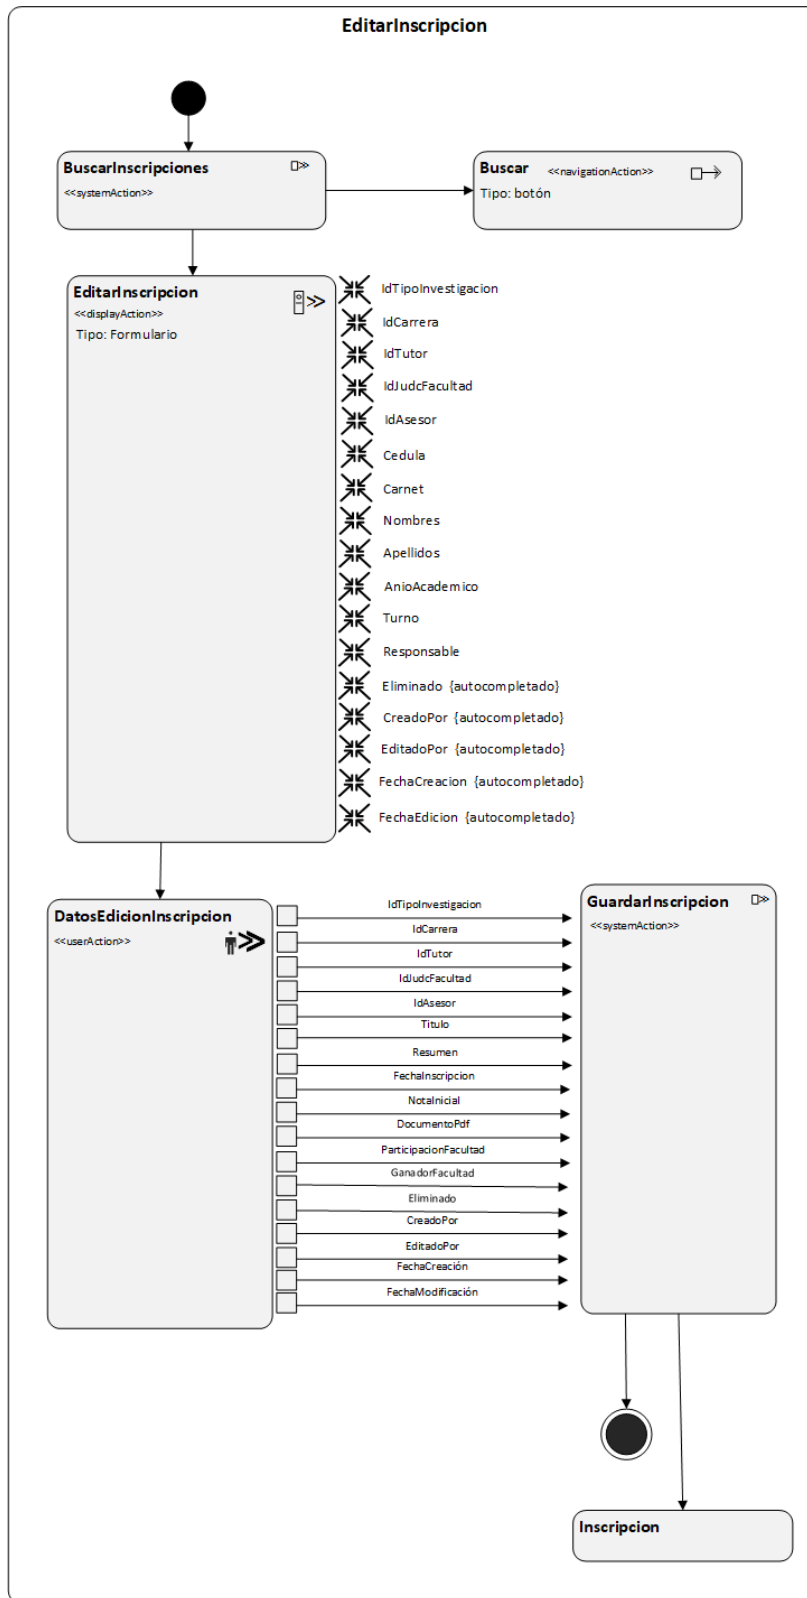 EditarInscripcion
BuscarInscripciones
<<systemAction>>
Buscar <<navigationAction>>
Tipo: botón
EditarInscripcion
<<displayAction>>
Tipo: Formulario
IdTipoInvestigacion
IdCarrera
IdTutor
IdJudcFacultad
IdAsesor
Cedula
Carnet
Nombres
Apellidos
AnioAcademico
Turno
Responsable
Eliminado {autocompletado}
CreadoPor {autocompletado}
EditadoPor {autocompletado}
FechaCreacion {autocompletado}
FechaEdicion {autocompletado}
DatosEdicionInscripcion
<<userAction>>
IdTipoInvestigacion
IdCarrera
IdTutor
IdJudcFacultad
IdAsesor
Titulo
Resumen
FechaInscripcion
NotaInicial
DocumentoPdf
ParticipacionFacultad
GanadorFacultad
Eliminado
CreadoPor
EditadoPor
FechaCreación
FechaModificación
GuardarInscripcion
<<systemAction>>
Inscripcion